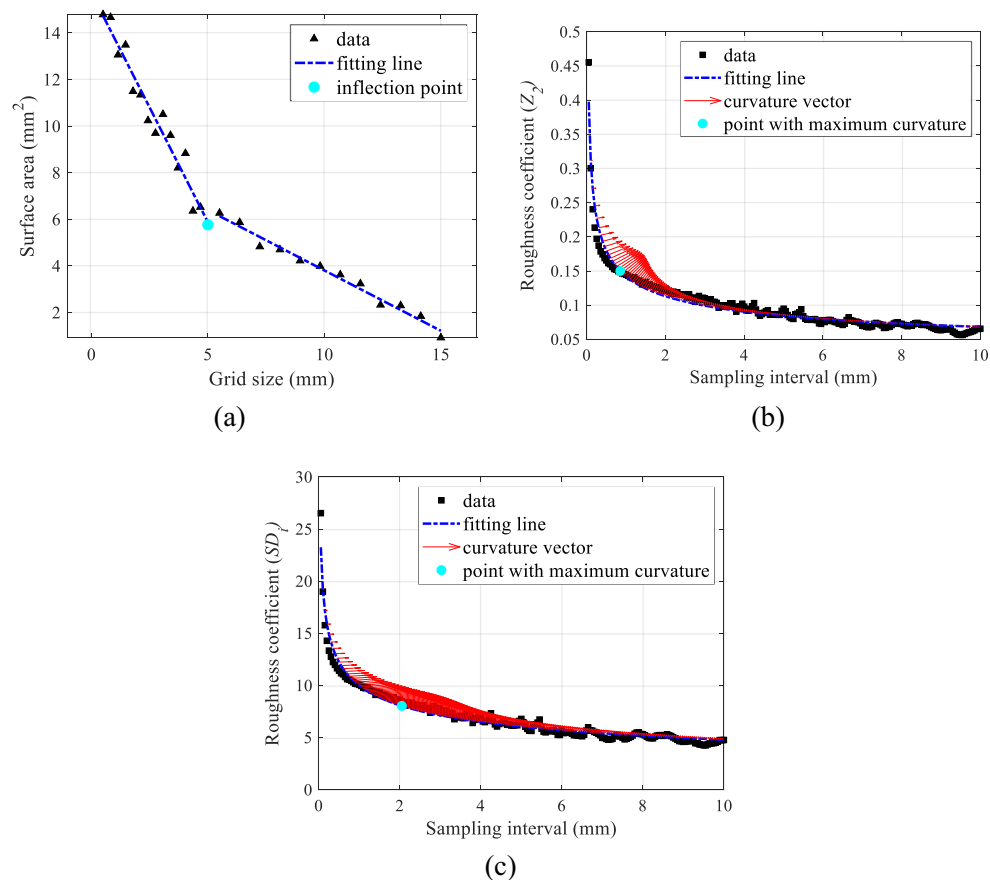 14
12
10
8
6
4
2
0
5
10
15
Surface area (mm²)
Grid size (mm)
data
fitting line
inflection point
(a)
0.5
0.45
0.4
0.35
0.3
0.25
0.2
0.15
0.1
0.05
0
2
4
6
8
10
Roughness coefficient (Z₂)
Sampling interval (mm)
data
fitting line
curvature vector
point with maximum curvature
(b)
30
25
20
15
10
5
0
0
2
4
6
8
10
Roughness coefficient (SDᵢ)
Sampling interval (mm)
data
fitting line
curvature vector
point with maximum curvature
(c)